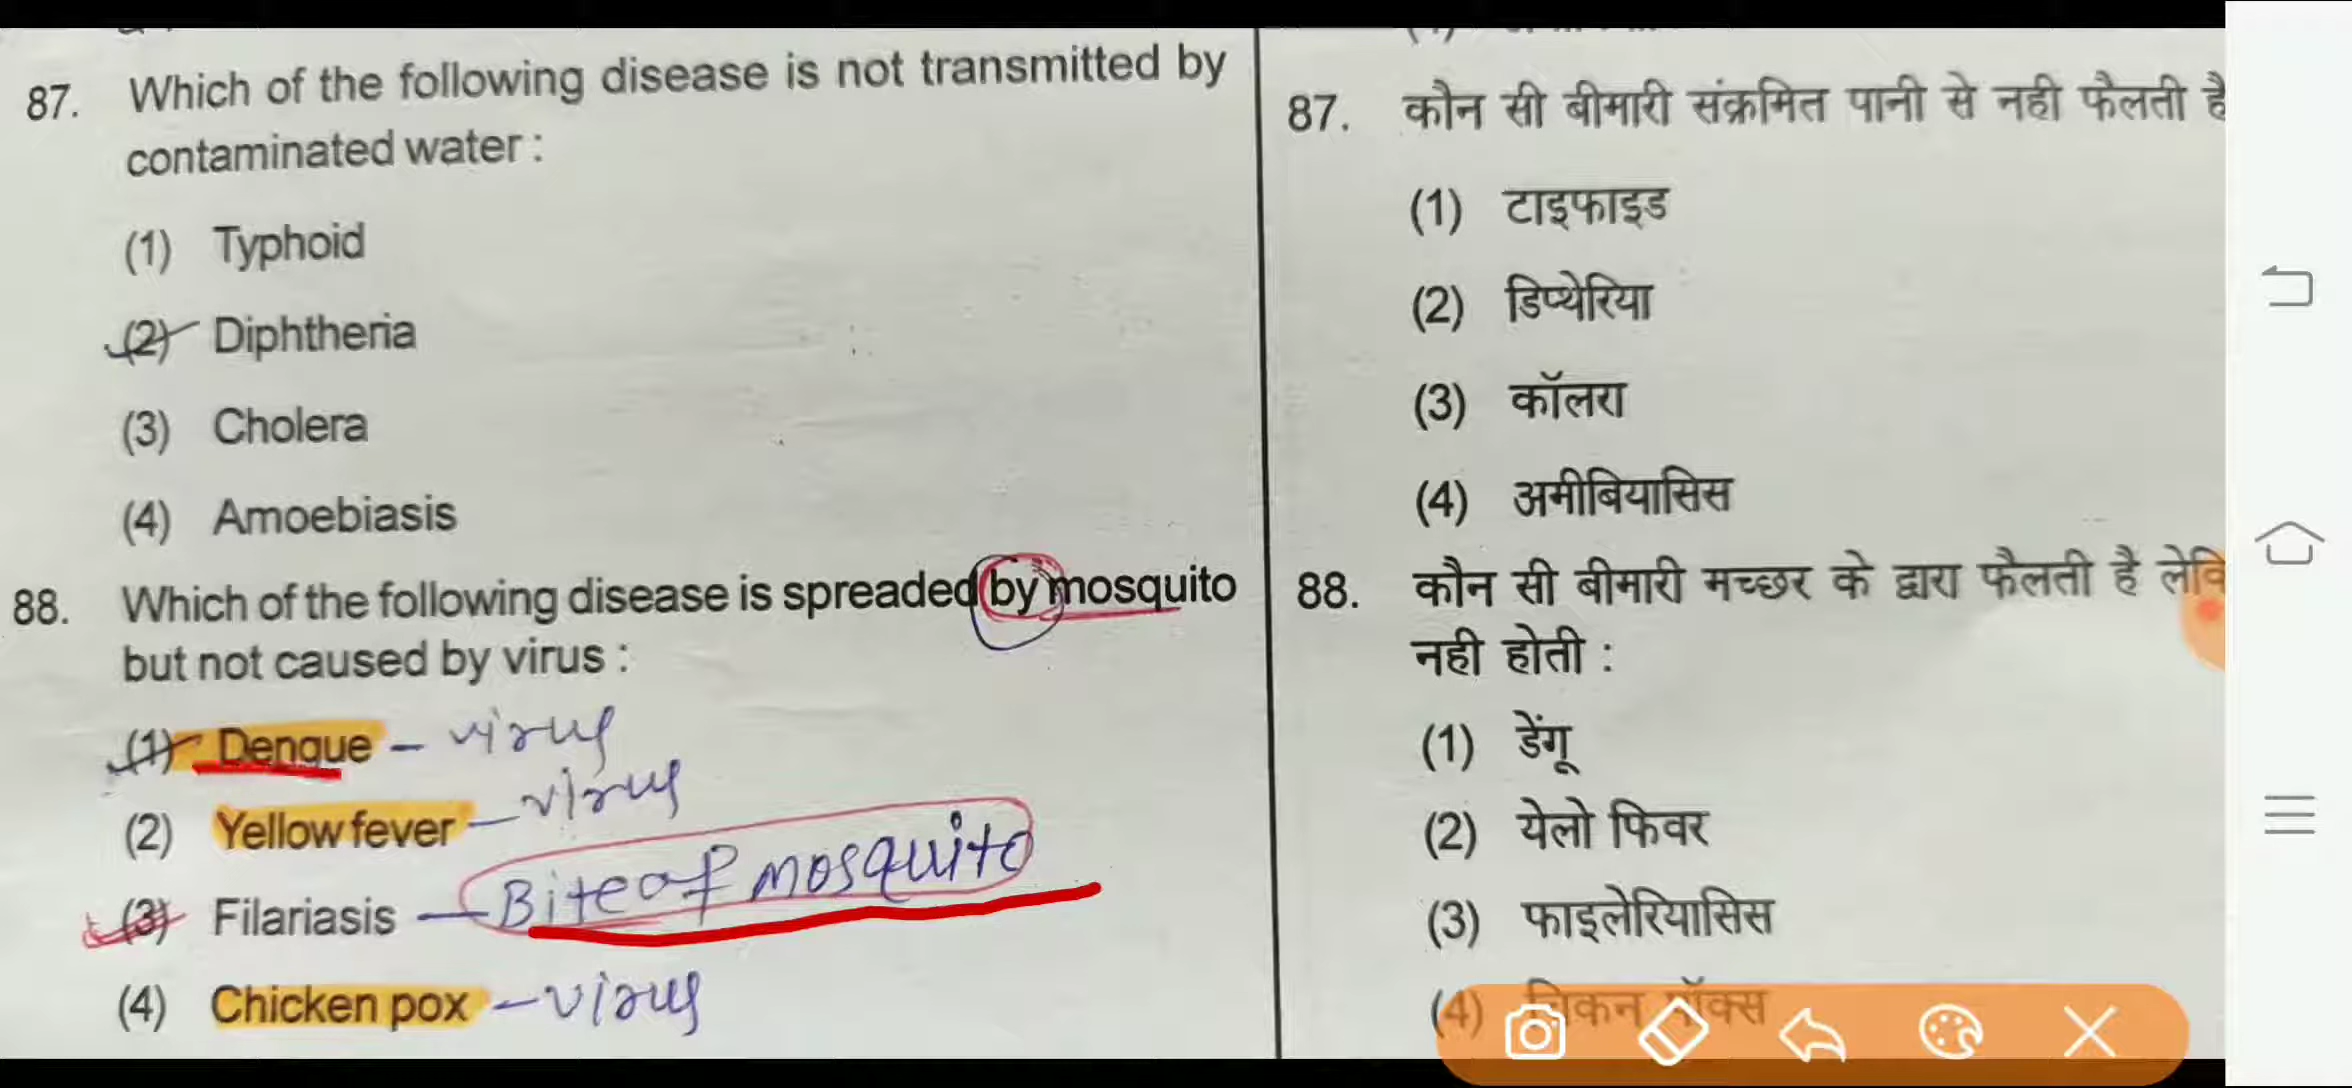 87. Which of the following disease is not transmitted by
contaminated water :
(1) Typhoid
(2) Diphtheria
(3) Cholera
(4) Amoebiasis
88. Which of the following disease is spreaded by mosquito
but not caused by virus :
(1) Dengue - virus
(2) Yellow fever - virus
(3) Filariasis - Bite of mosquito
(4) Chicken pox - virus
87. कौन सी बीमारी संक्रमित पानी से नही फैलती है
(1) टाइफाइड
(2) डिप्थेरिया
(3) कॉलरा
(4) अमीबियासिस
88. कौन सी बीमारी मच्छर के द्वारा फैलती है
नही होती :
(1) डेंगू
(2) येलो फिवर
(3) फाइलेरियासिस
(4) चिकन पॉक्स